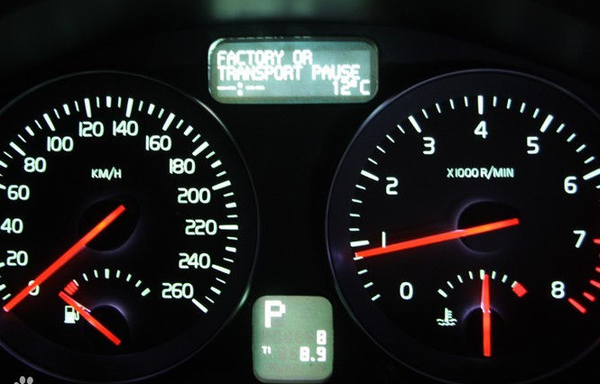 FACTORY OR
TRANSPORT PAUSE
----:---- 12°C
0 20 40 60 80 100 120 140 160 180 200 220 240 260
KM/H
0 1 2 3 4 5 6 7 8
X1000 R/MIN
P
8
T1 8.9